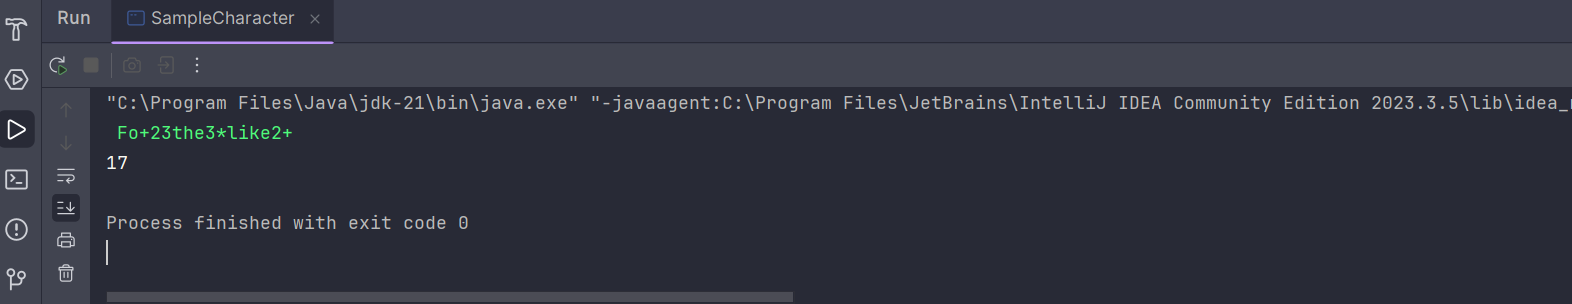 Run SampleCharacter
"C:\Program Files\Java\jdk-21\bin\java.exe" "-javaagent:C:\Program Files\JetBrains\IntelliJ IDEA Community Edition 2023.3.5\lib\idea_
Fo+23the3*like2+
17
Process finished with exit code 0